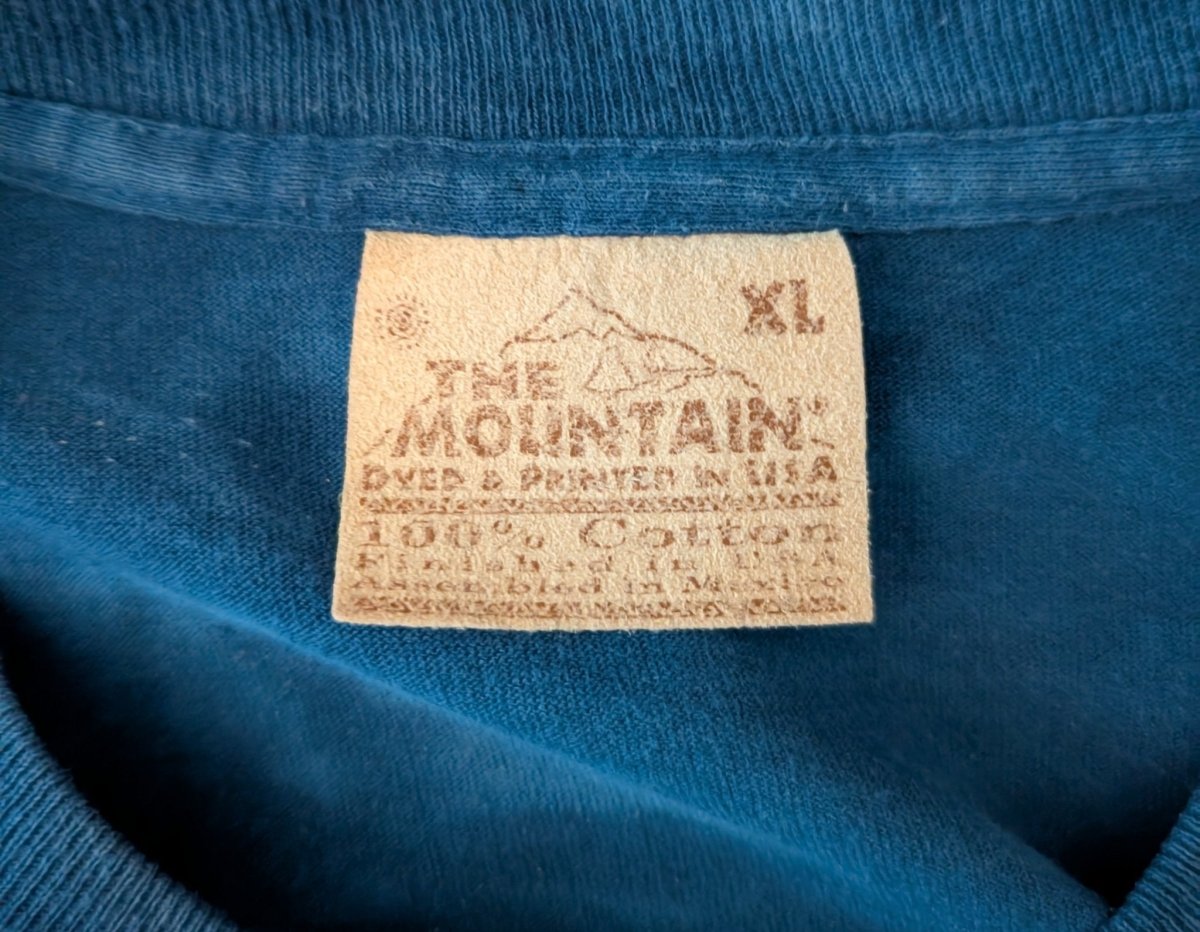 XL
THE
MOUNTAIN®
DYED & PRINTED IN USA
100% Cotton
Finished in USA
Assembled in Mexico